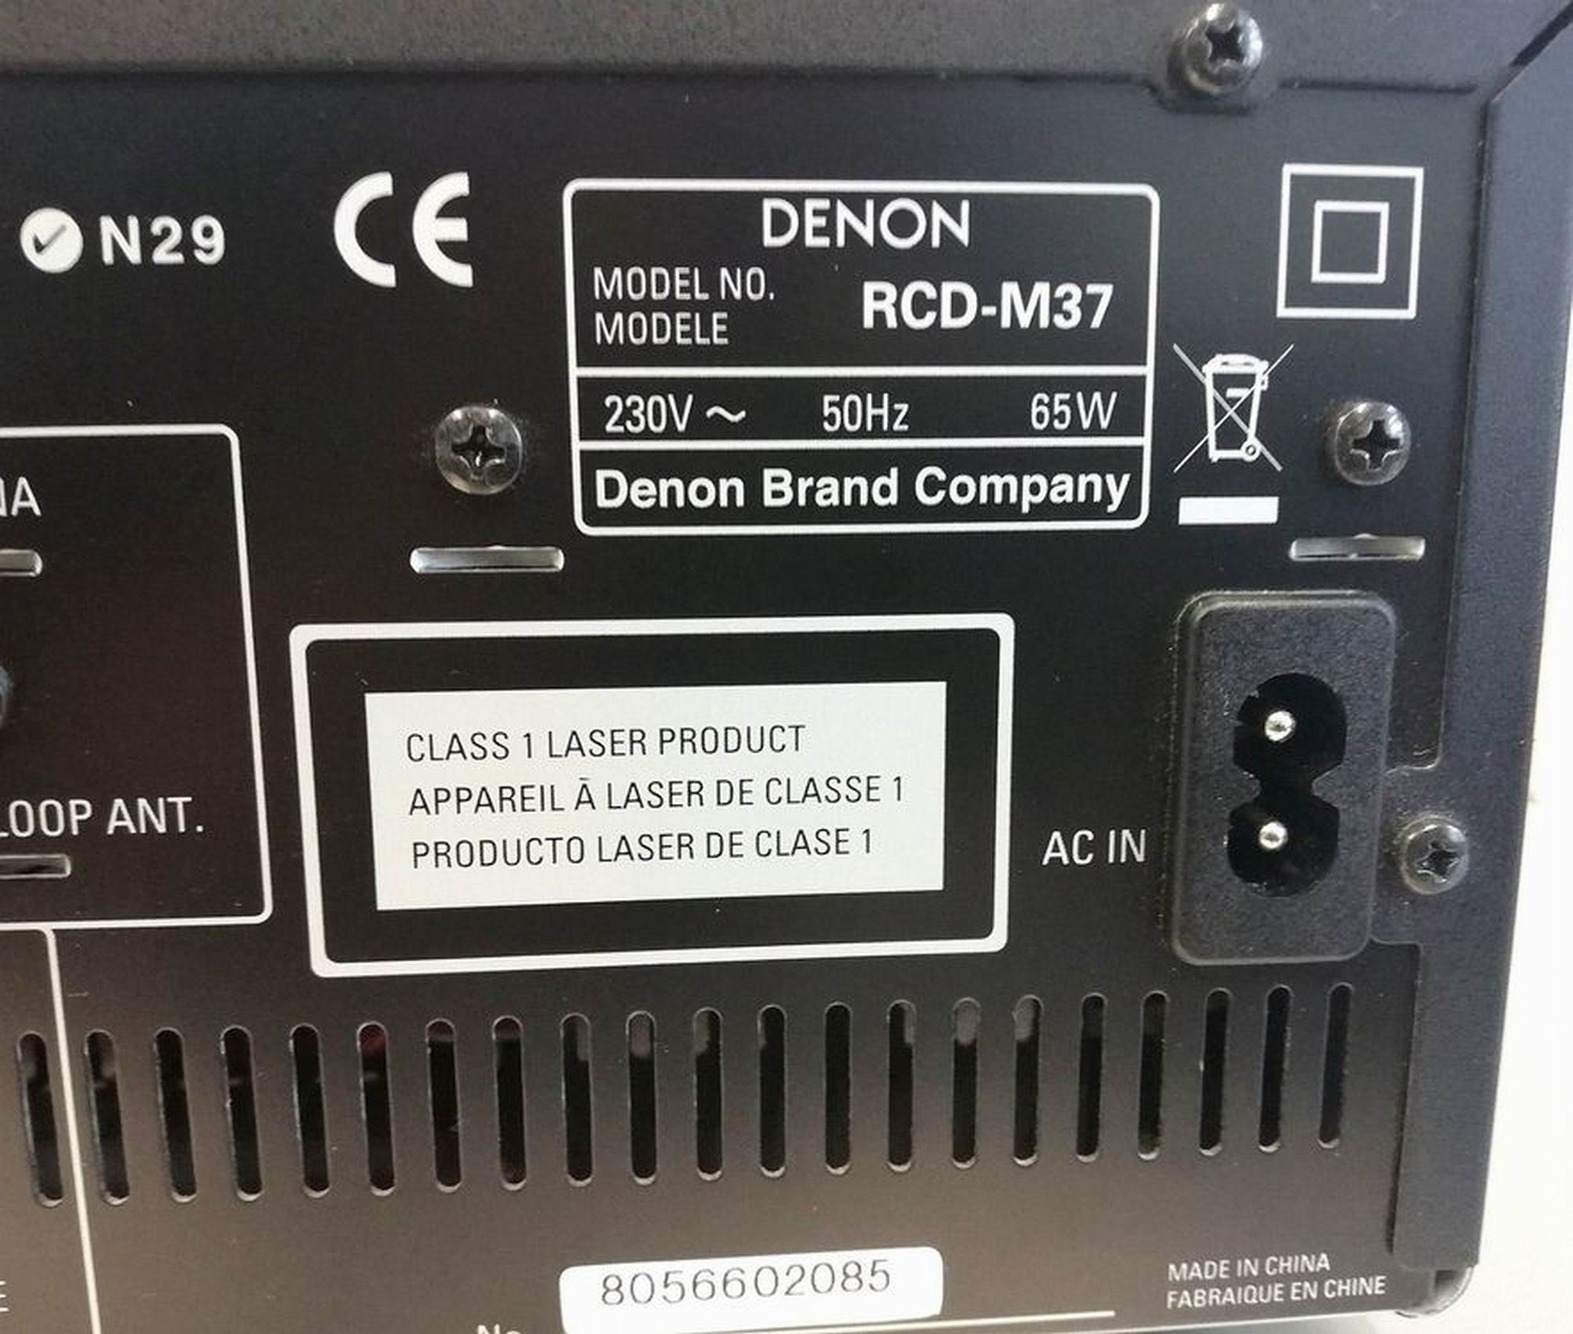 N29
CE
DENON
MODEL NO.
MODELE
RCD-M37
230V ~ 50Hz 65W
Denon Brand Company
CLASS 1 LASER PRODUCT
APPAREIL À LASER DE CLASSE 1
PRODUCTO LASER DE CLASE 1
LOOP ANT.
AC IN
8056602085
No.
MADE IN CHINA
FABRAIQUE EN CHINE